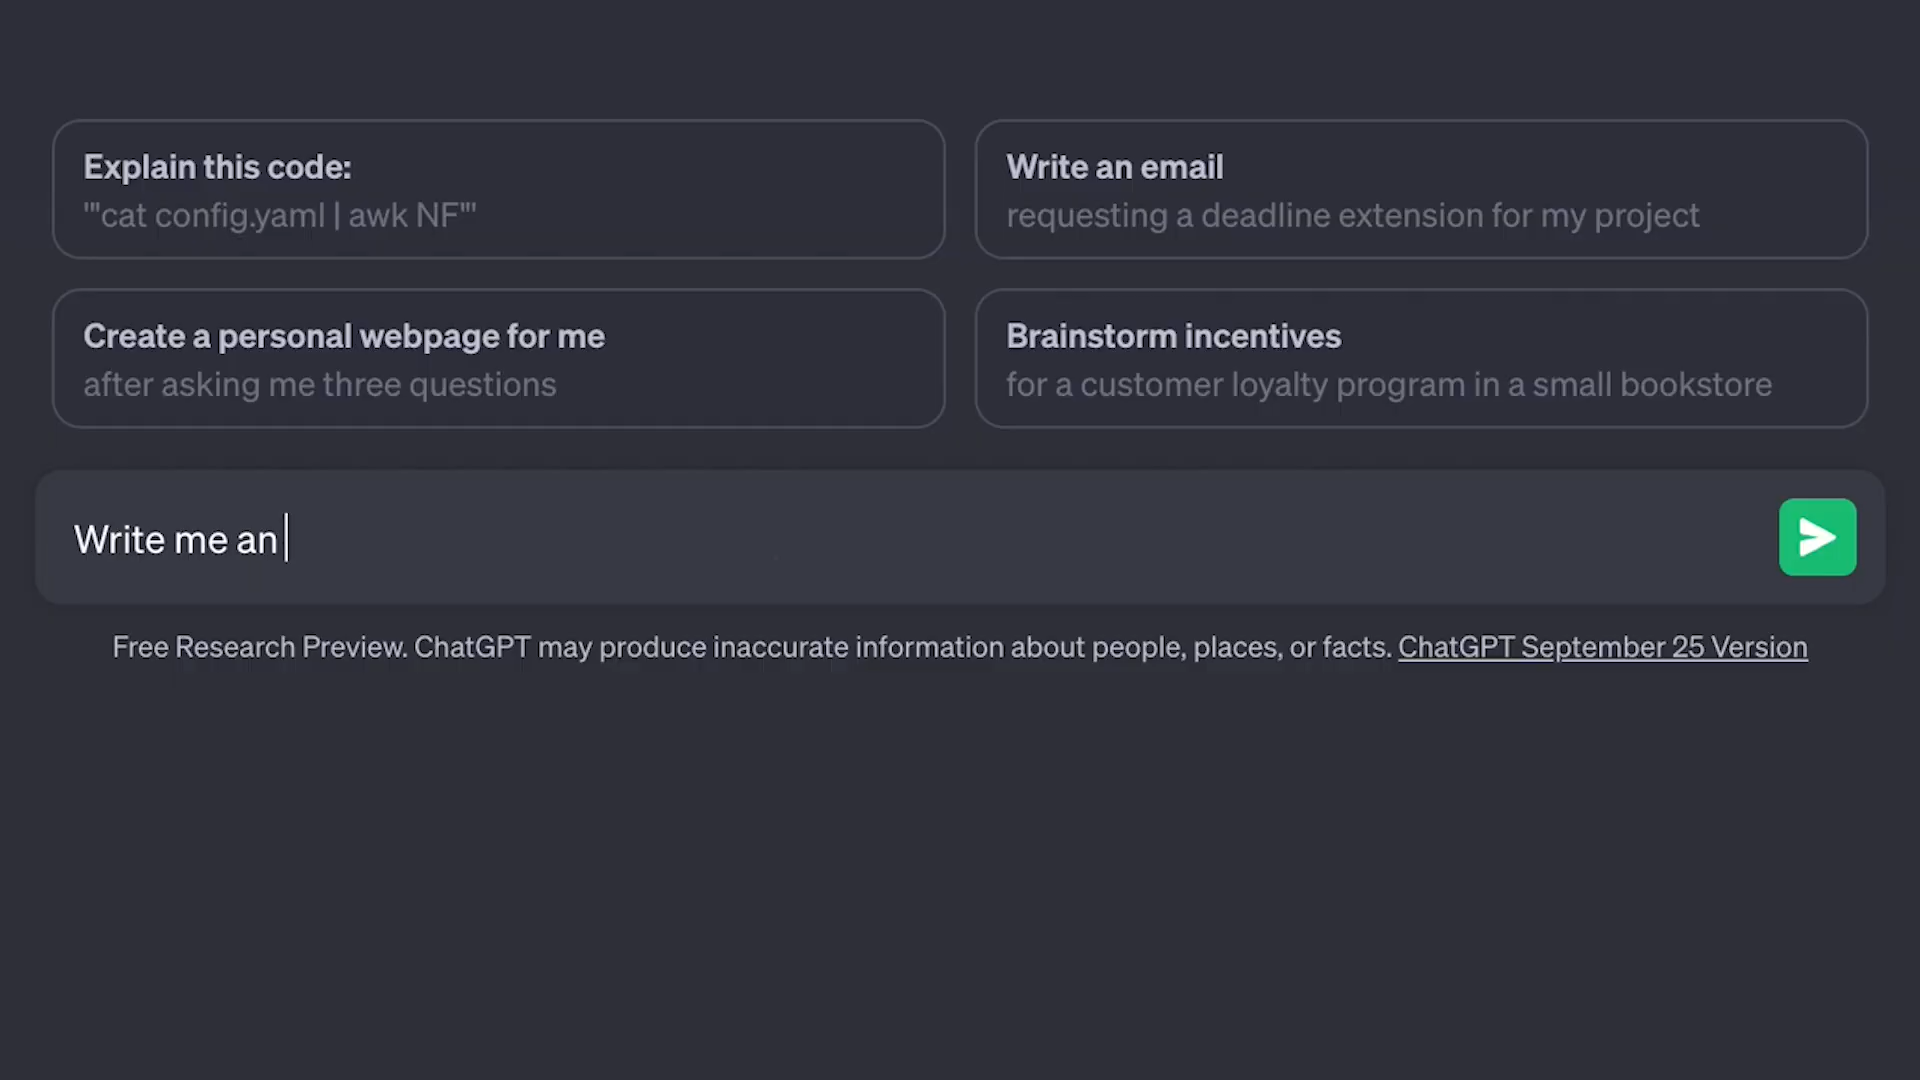 Explain this code:
'"cat config.yaml | awk NF"'
Write an email
requesting a deadline extension for my project
Create a personal webpage for me
after asking me three questions
Brainstorm incentives
for a customer loyalty program in a small bookstore
Write me an
Free Research Preview. ChatGPT may produce inaccurate information about people, places, or facts. ChatGPT September 25 Version